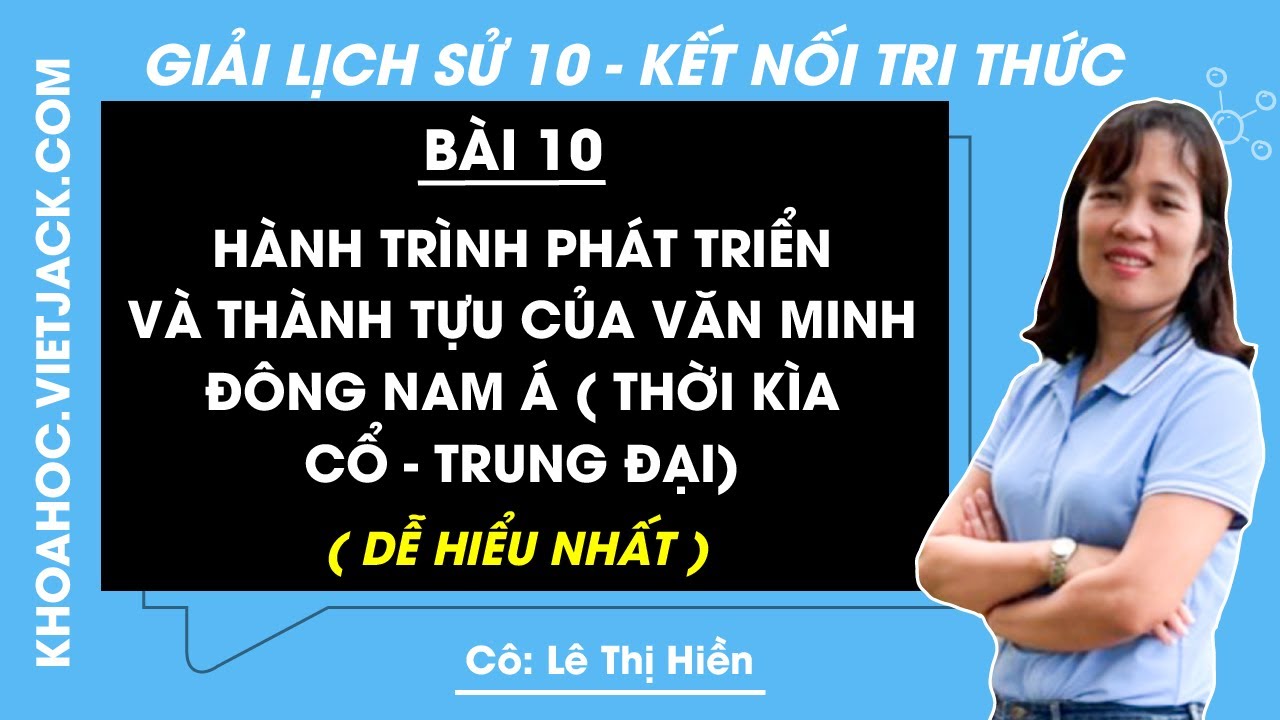 GIẢI LỊCH SỬ 10 - KẾT NỐI TRI THỨC
KHOAHOC.VIETJACK.COM
BÀI 10
HÀNH TRÌNH PHÁT TRIỂN
VÀ THÀNH TỰU CỦA VĂN MINH
ĐÔNG NAM Á ( THỜI KÌA
CỔ - TRUNG ĐẠI)
( DỄ HIỂU NHẤT )
Cô: Lê Thị Hiền